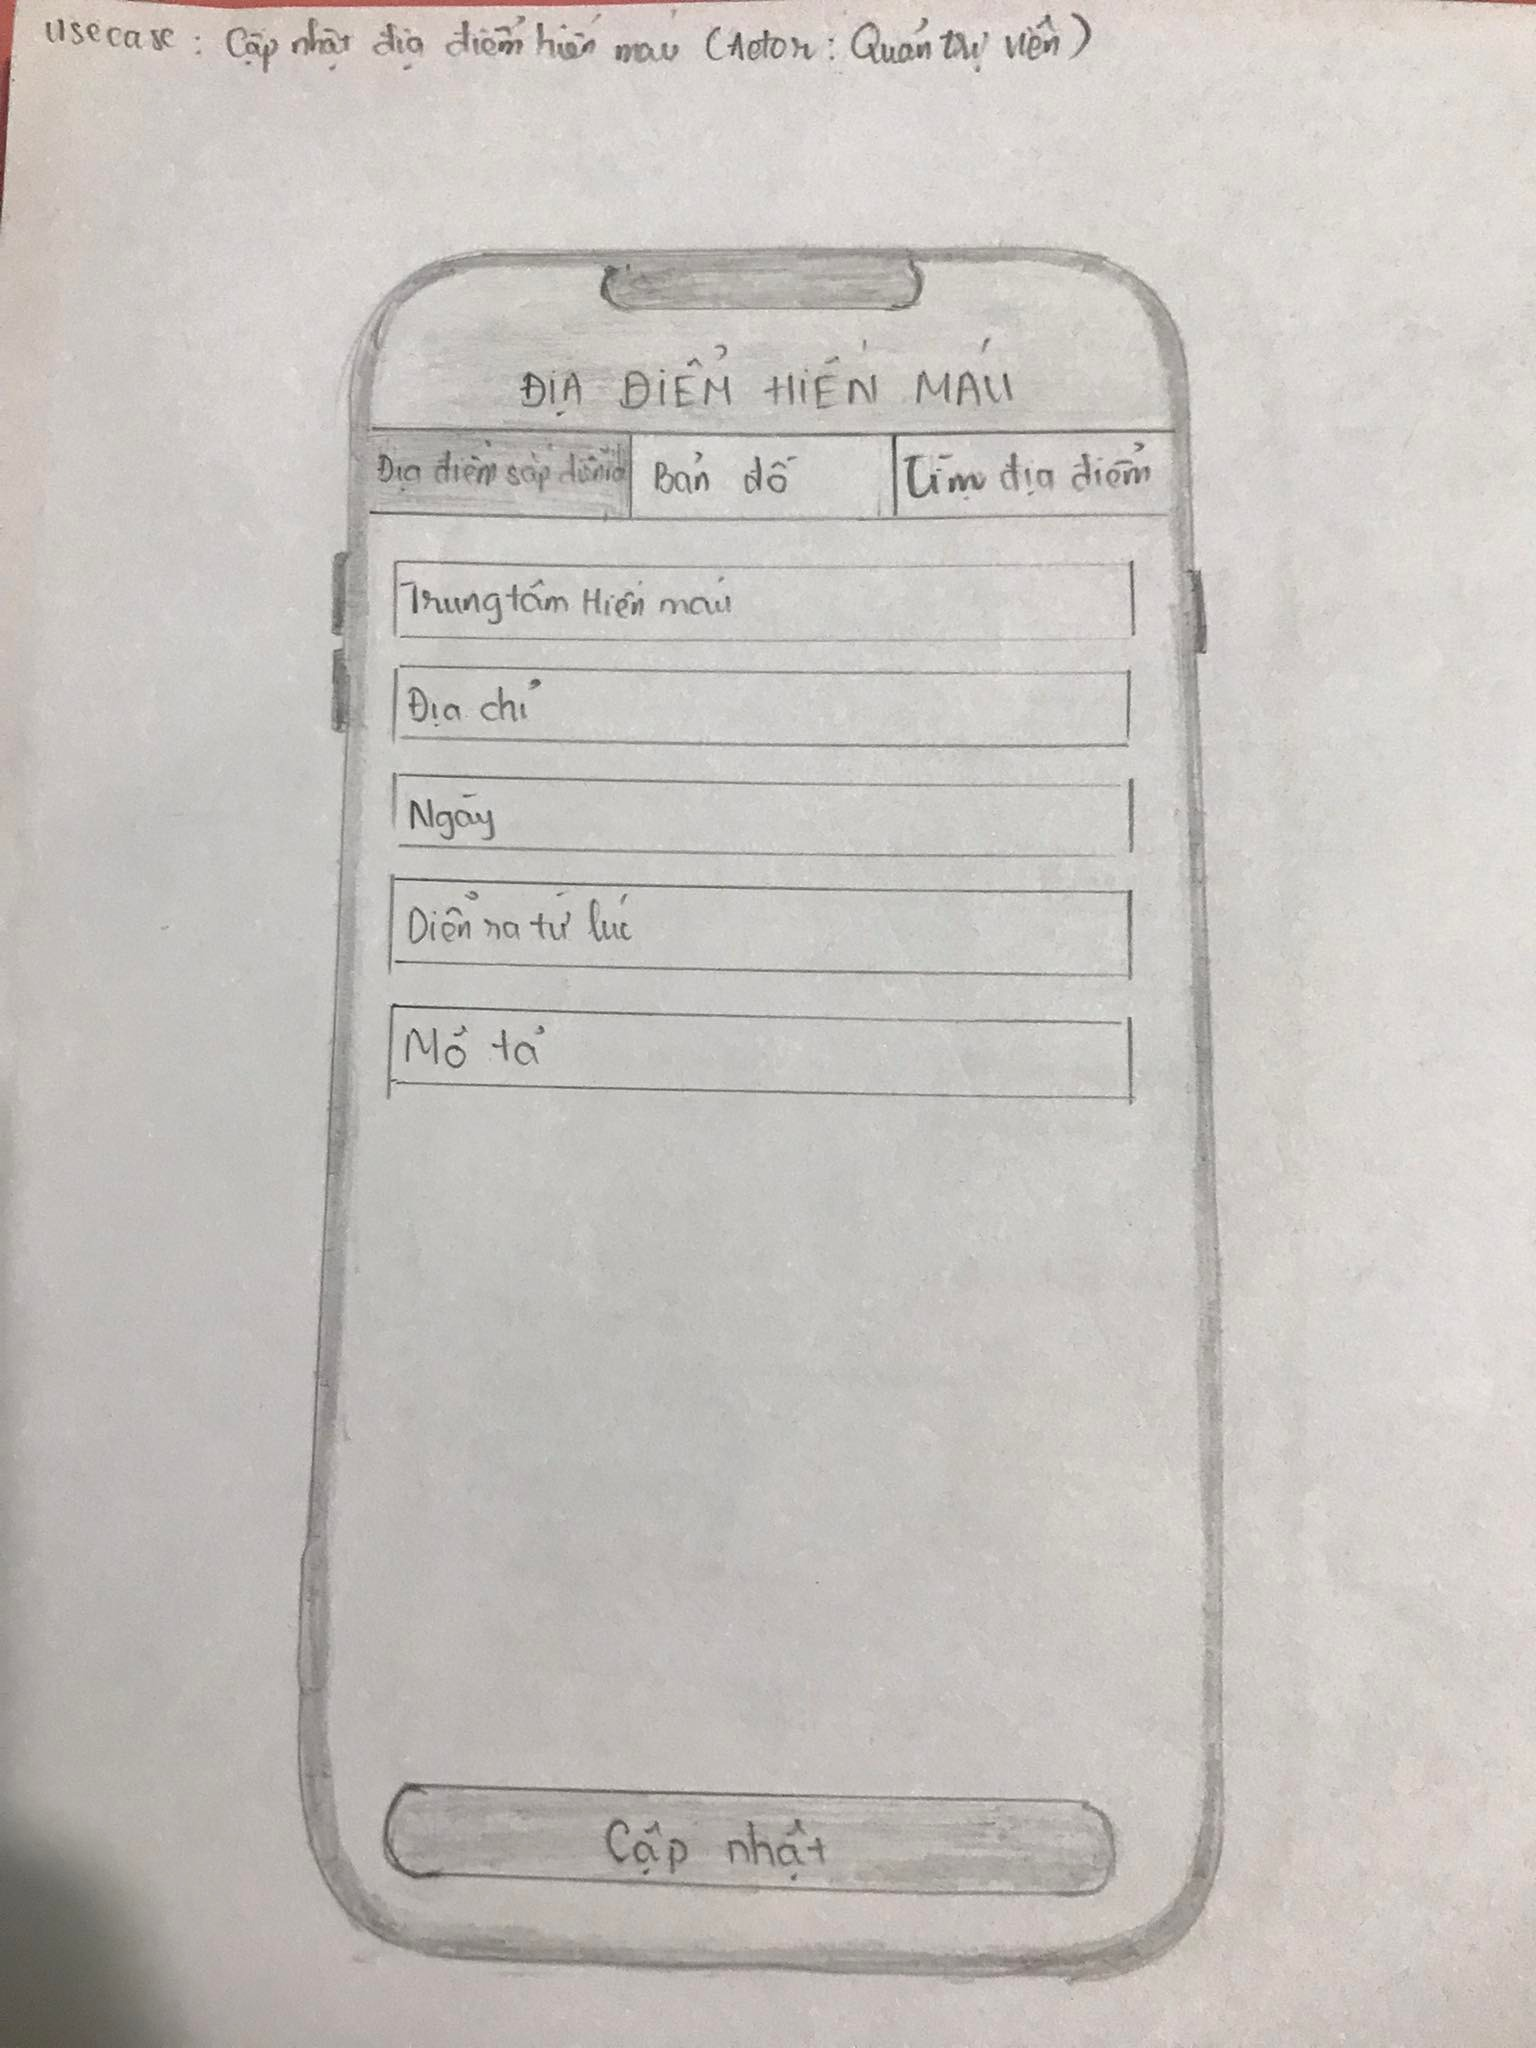 usecase: Cập nhật địa điểm hiến máu (Actor: Quản trị viên)
ĐỊA ĐIỂM HIẾN MÁU
Địa điểm sắp
Bản đồ
Tìm địa điểm
Trung tâm Hiến máu
Địa chỉ
Ngày
Diễn ra từ lúc
Mô tả
Cập nhật